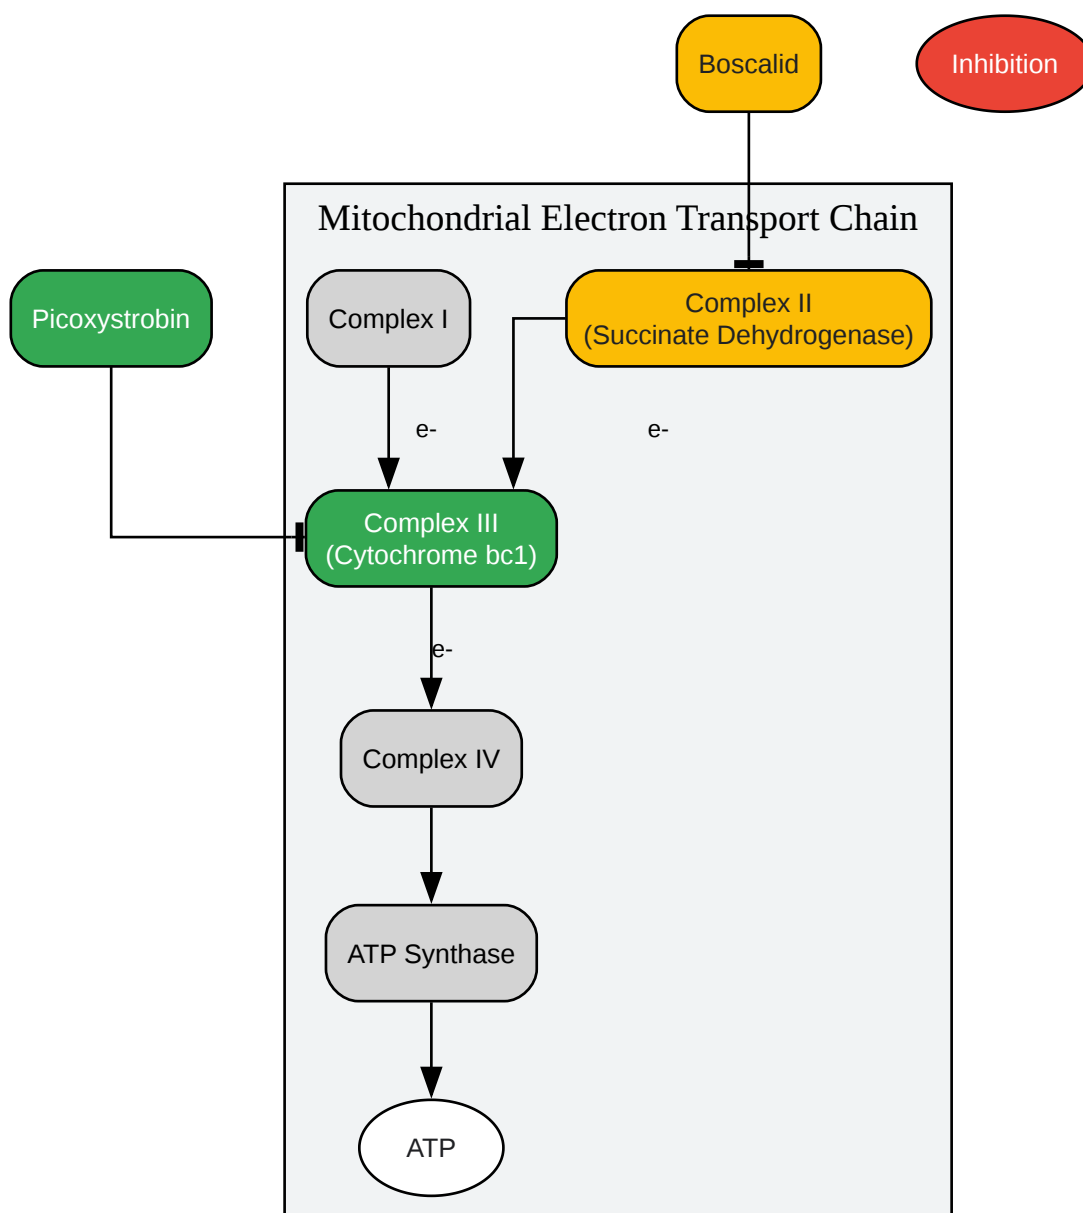 Boscalid
Inhibition
Mitochondrial Electron Transport Chain
Picoxystrobin
Complex I
Complex II
(Succinate Dehydrogenase)
e-
e-
Complex III
(Cytochrome bc1)
e-
Complex IV
ATP Synthase
ATP